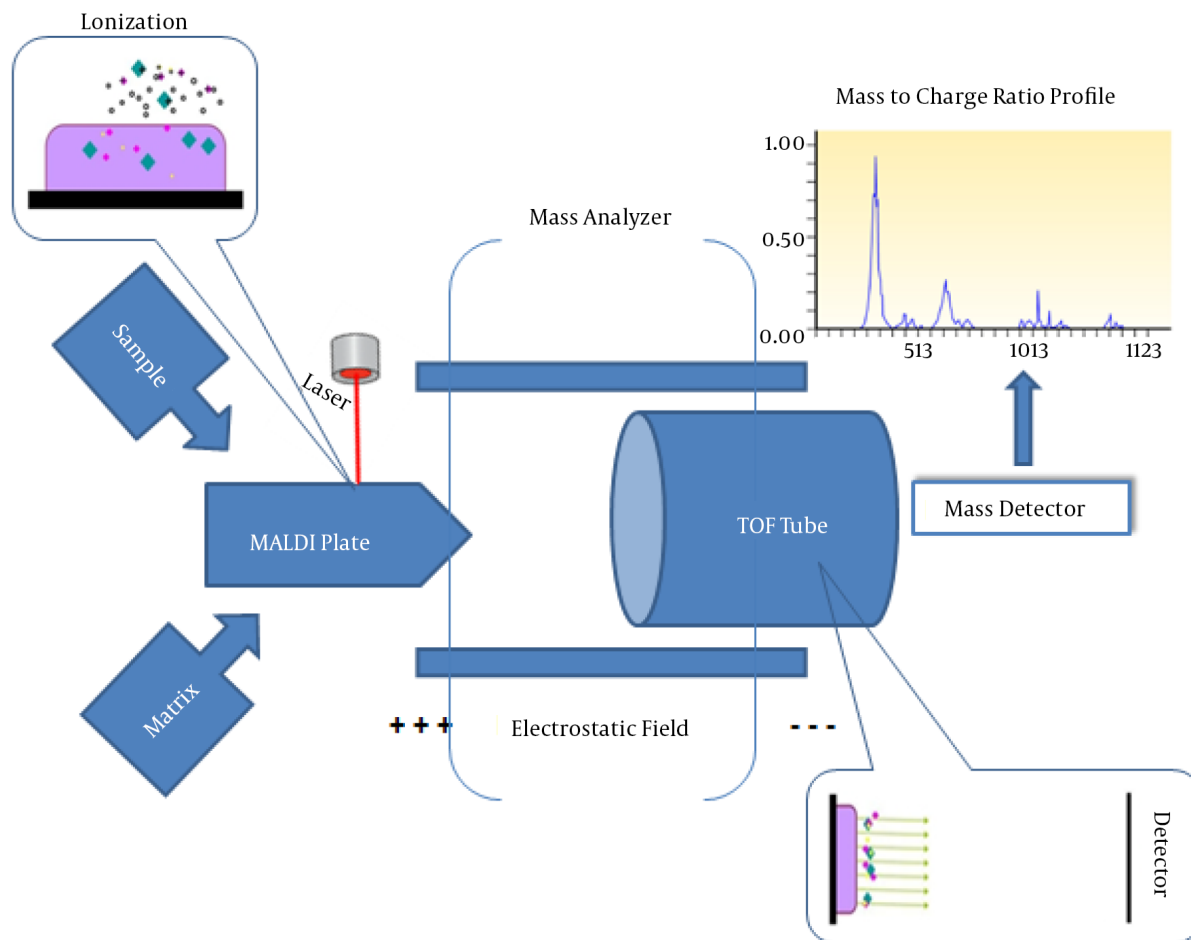 Ionization
Mass to Charge Ratio Profile
1.00
0.50
0.00
513
1013
1123
Mass Analyzer
Sample
Laser
MALDI Plate
TOF Tube
Mass Detector
Matrix
+ + +
Electrostatic Field
- - -
Detector